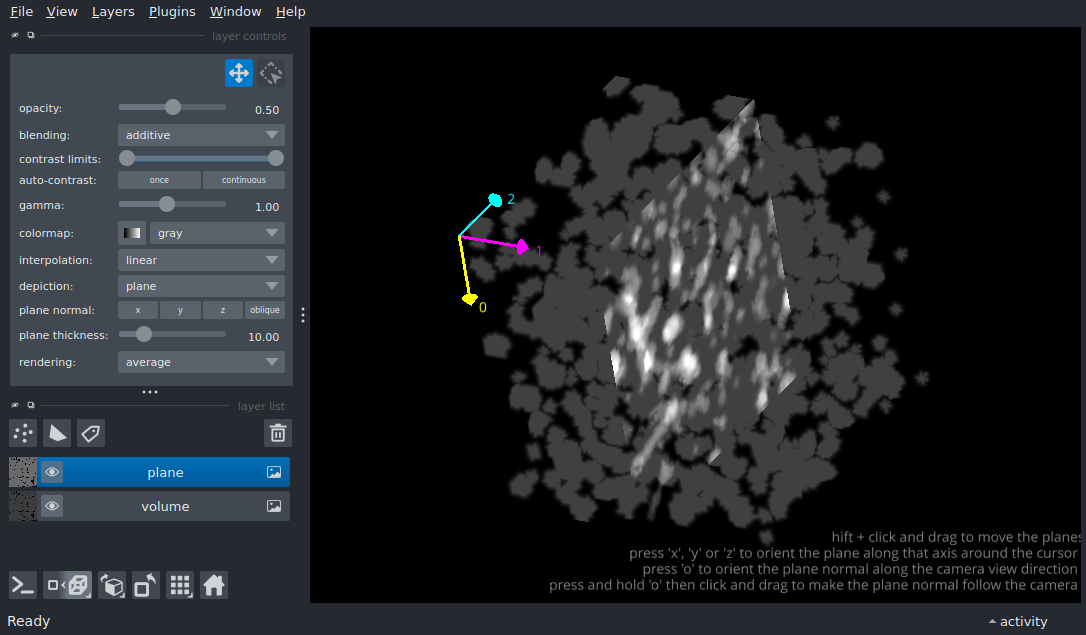 File View Layers Plugins Window Help
layer controls
opacity: 0.50
blending: additive
contrast limits:
auto-contrast: once continuous
gamma: 1.00
colormap: gray
interpolation: linear
depiction: plane
plane normal: x y z oblique
plane thickness: 10.00
rendering: average
layer list
plane
volume
2
1
0
hift + click and drag to move the planes
press 'x', 'y' or 'z' to orient the plane along that axis around the cursor
press 'o' to orient the plane normal along the camera view direction
press and hold 'o' then click and drag to make the plane normal follow the camera
Ready activity